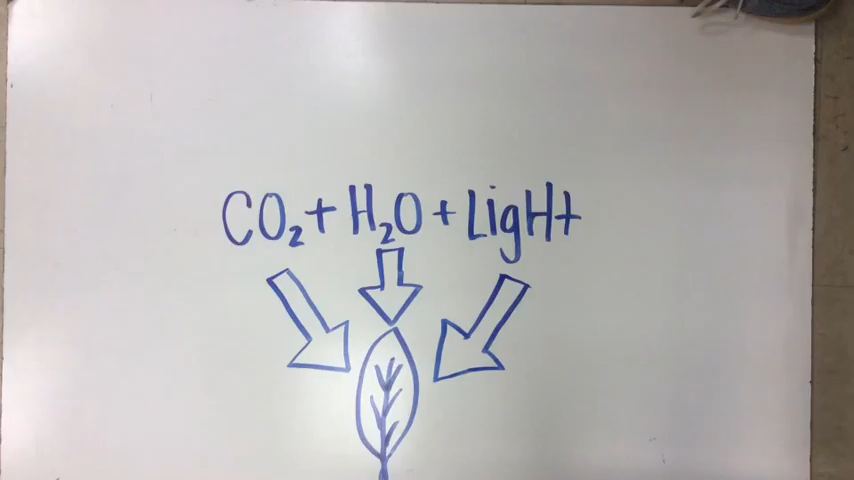 CO₂ + H₂O + LigHt